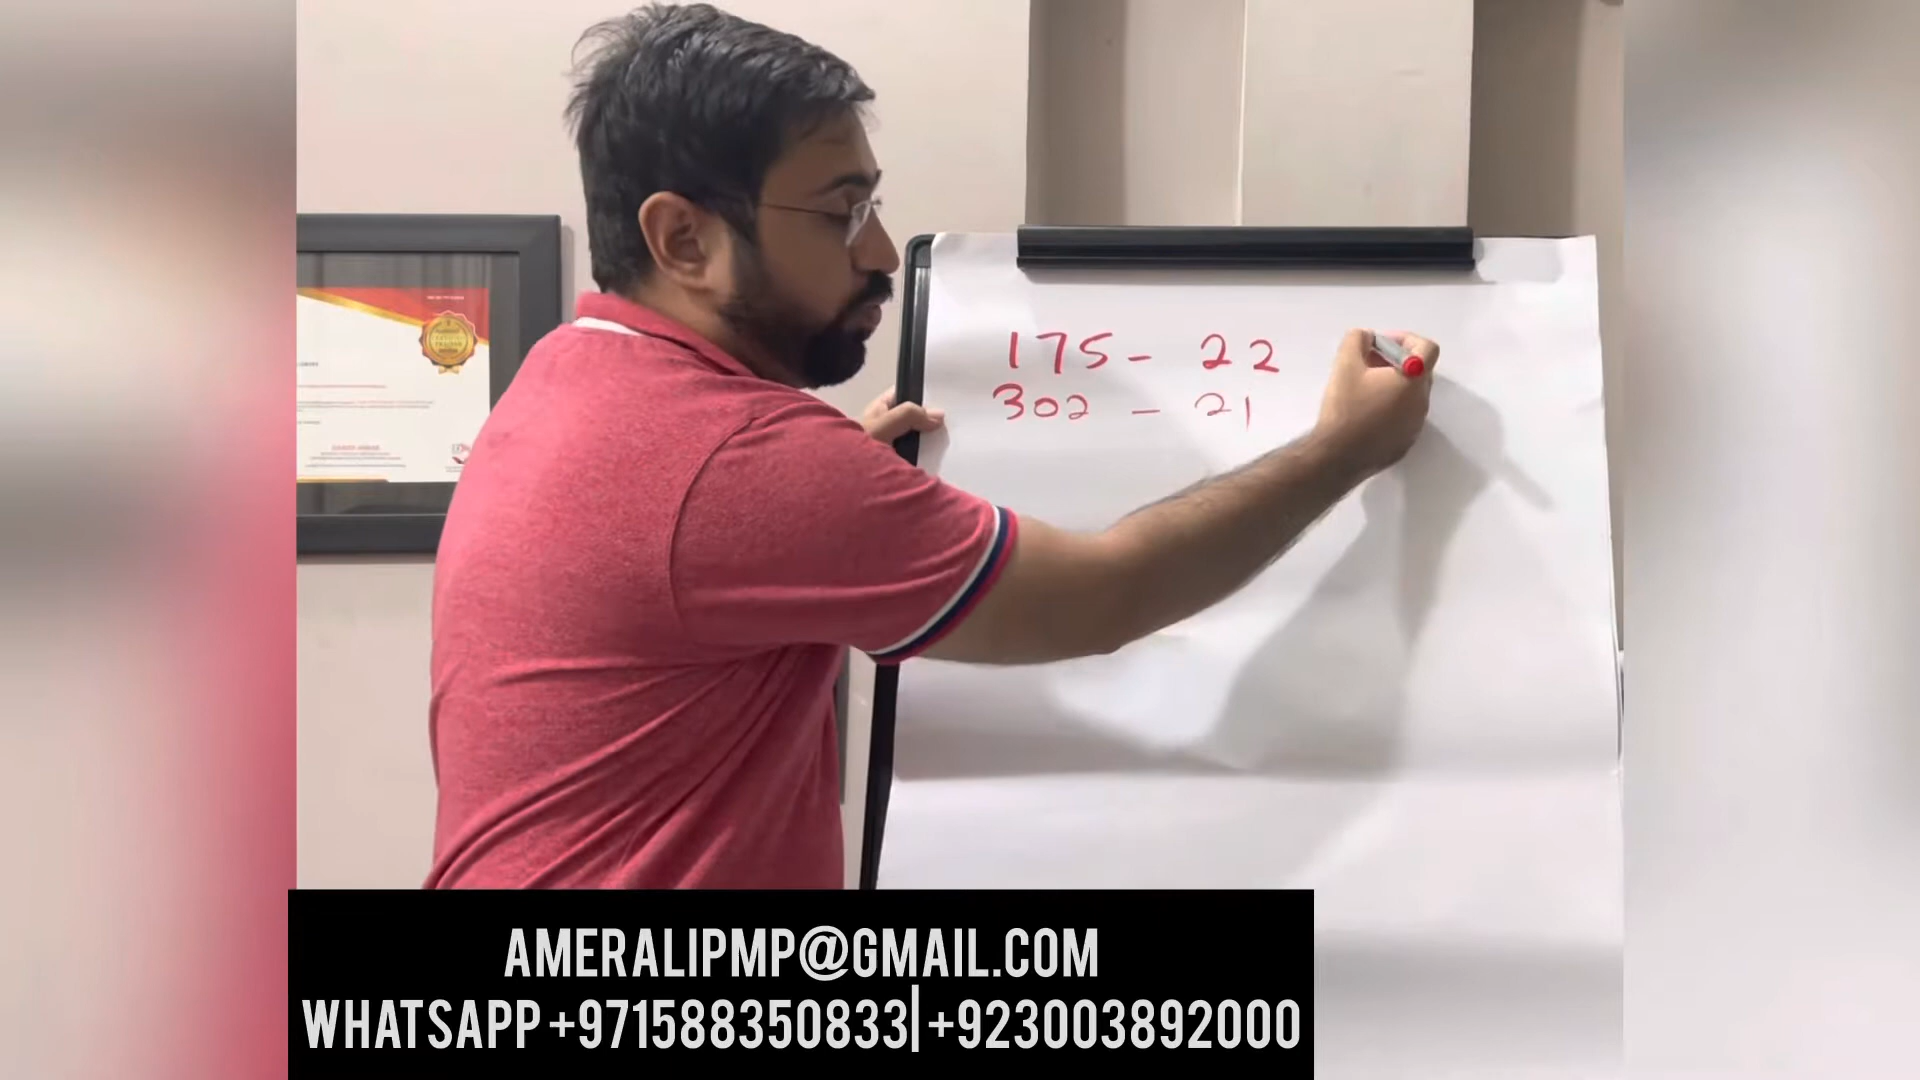 175 - 22
302 - 21
AMERALIPMP@GMAIL.COM
WHATSAPP +971588350833| +923003892000